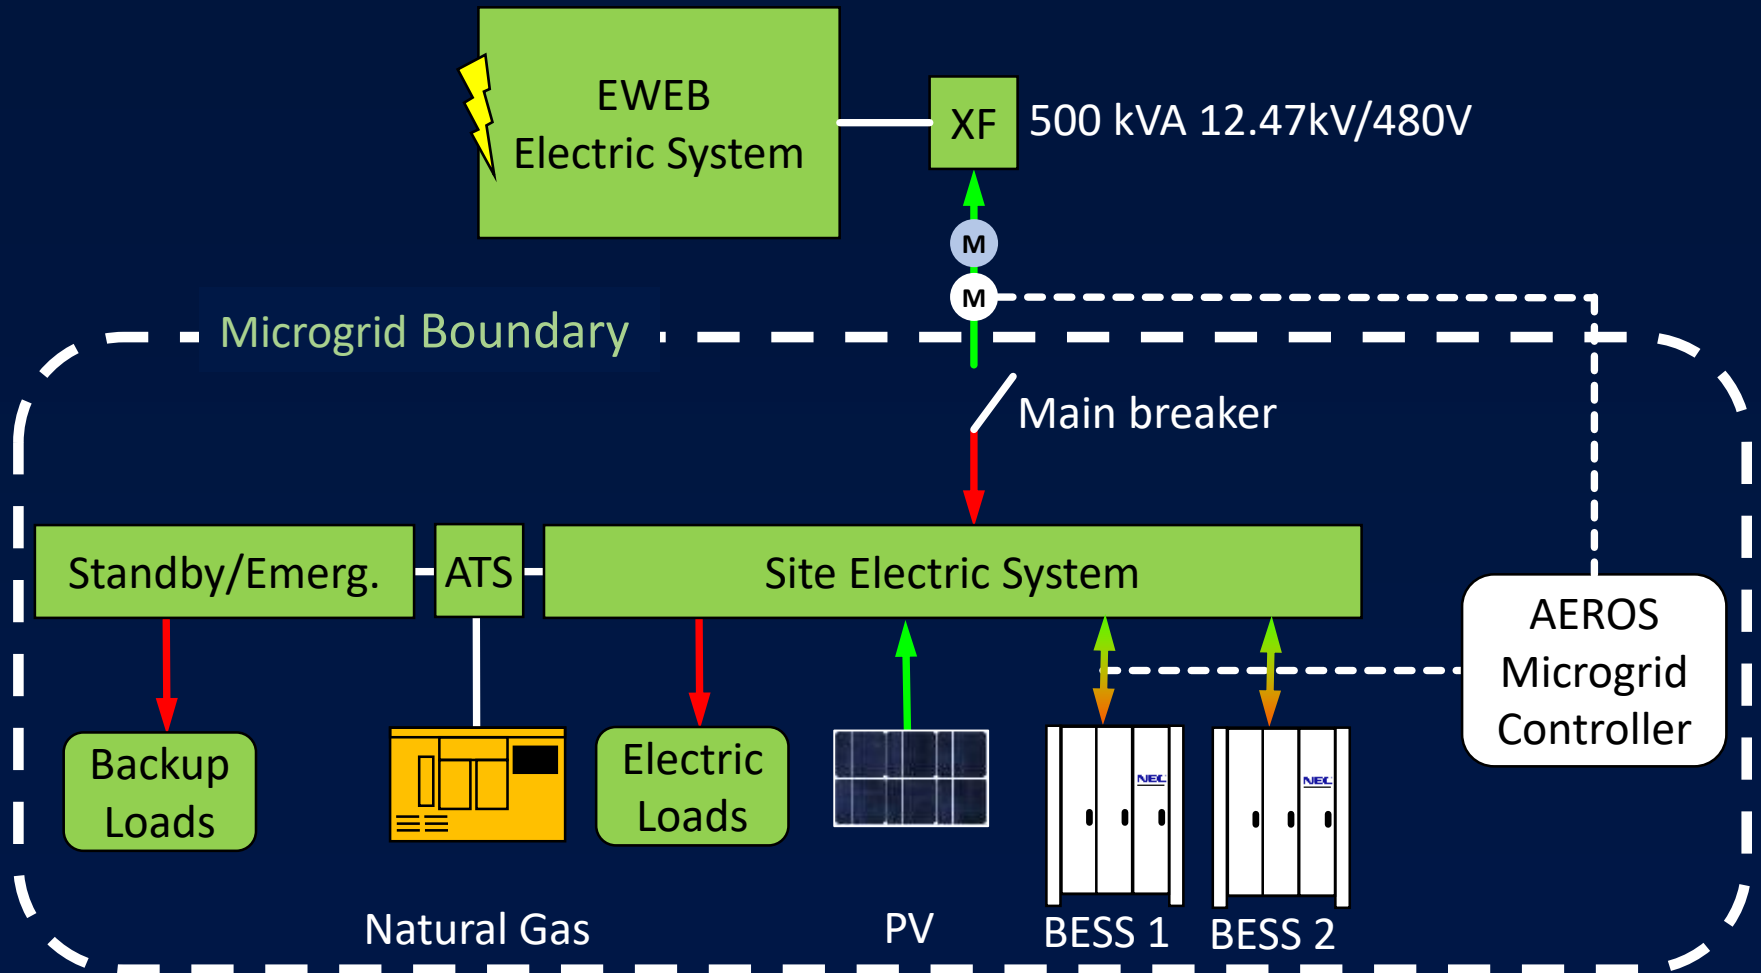 EWEB
Electric System
XF
500 kVA 12.47kV/480V
M
M
Microgrid Boundary
Main breaker
Standby/Emerg.
ATS
Site Electric System
AEROS
Microgrid
Controller
Backup
Loads
Electric
Loads
NEC
NEC
Natural Gas
PV
BESS 1
BESS 2